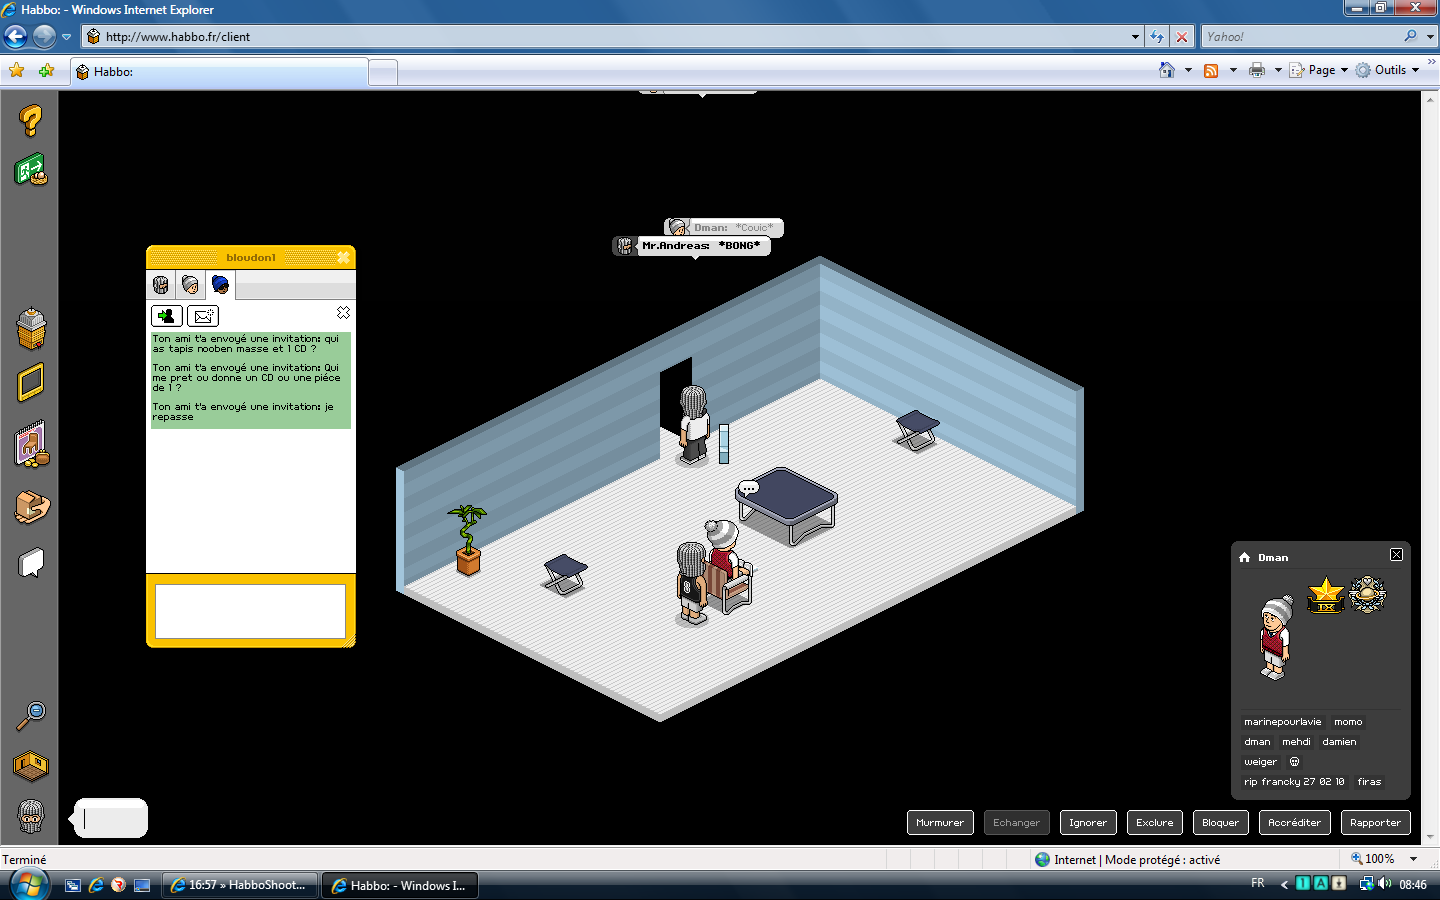 Habbo: - Windows Internet Explorer
http://www.habbo.fr/client
Yahoo!
Habbo:
Page
Outils
Dman: *Couic*
Mr.Andreas: *BONG*
bloudon1
Ton ami t'a envoyé une invitation: qui
as tapis nooben masse et 1 CD ?
Ton ami t'a envoyé une invitation: Qui
me pret ou donne un CD ou une piéce
de 1 ?
Ton ami t'a envoyé une invitation: je
repasse
8
...
Dman
IX
marinepourlavie momo
dman mehdi damien
weiger
rip francky 27 02 10 firas
Murmurer Echanger Ignorer Exclure Bloquer Accréditer Rapporter
Terminé
Internet | Mode protégé : activé
100%
16:57 » HabboShoot...
Habbo: - Windows I...
FR
1 A
08:46